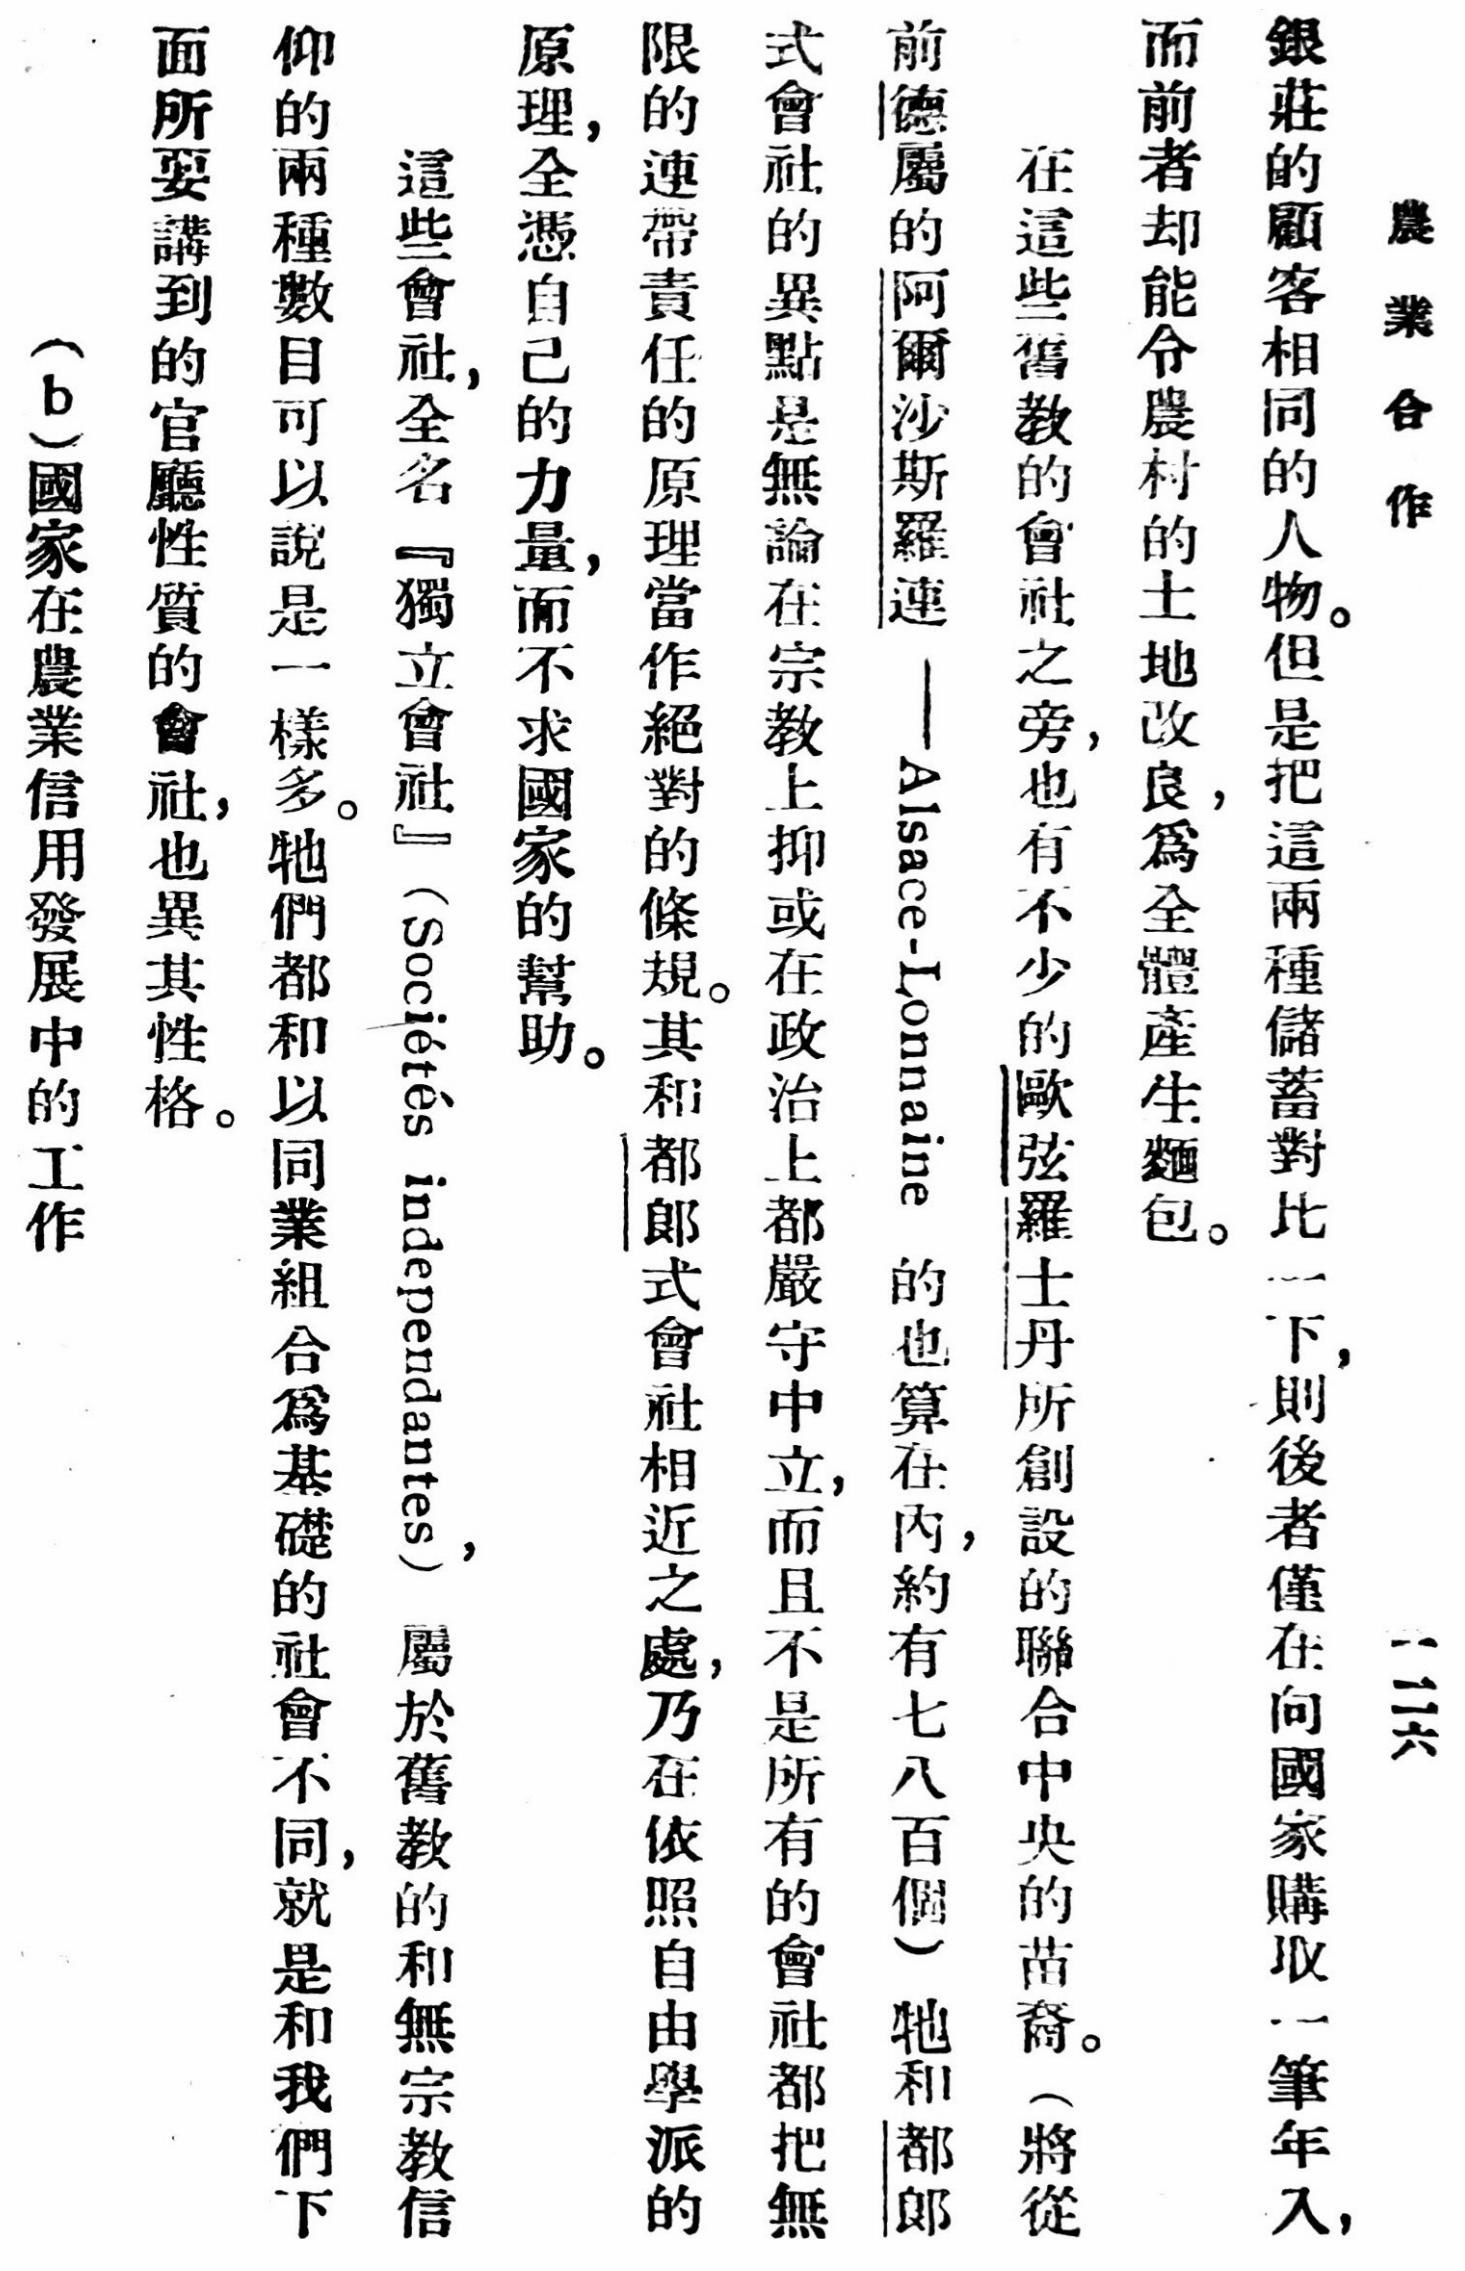 農業合作
一二六
銀莊的顧客相同的人物。但是把這兩種儲蓄對比一下，則後者僅在向國家購取一筆年入，
而前者却能令農村的土地改良，爲全體產生麵包。
在這些舊教的會社之旁，也有不少的歐弦羅士丹所創設的聯合中央的苗裔。（將從
前德屬的阿爾沙斯羅連——Alsace-Lonnaine 的也算在內，約有七八百個）牠和都郎
式會社的異點是無論在宗教上抑或在政治上都嚴守中立，而且不是所有的會社都把無
限的連帶責任的原理當作絕對的條規。其和都郎式會社相近之處，乃在依照自由學派的
原理，全憑自己的力量，而不求國家的幫助。
這些會社，全名『獨立會社』（Sociétés independantes），屬於舊教的和無宗教信
仰的兩種數目可以說是一樣多。牠們都和以同業組合爲基礎的社會不同，就是和我們下
面所要講到的官廳性質的會社，也異其性格。
（b）國家在農業信用發展中的工作